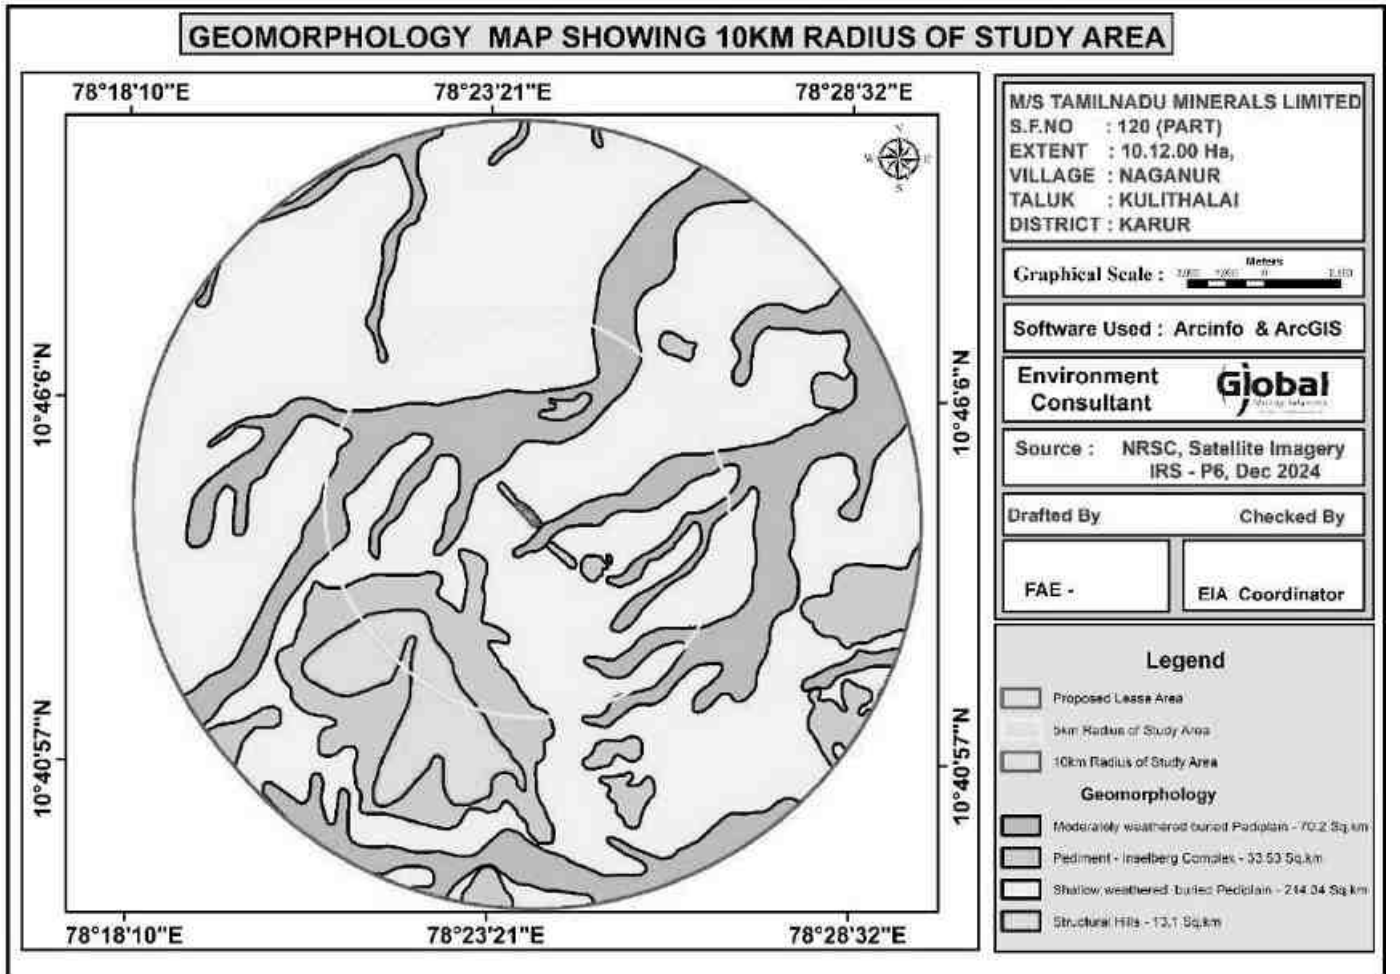 GEOMORPHOLOGY MAP SHOWING 10KM RADIUS OF STUDY AREA
78°18'10"E 78°23'21"E 78°28'32"E
N
W E
S
10°46'6"N
10°46'6"N
10°40'57"N
10°40'57"N
78°18'10"E 78°23'21"E 78°28'32"E
M/S TAMILNADU MINERALS LIMITED
S.F.NO : 120 (PART)
EXTENT : 10.12.00 Ha,
VILLAGE : NAGANUR
TALUK : KULITHALAI
DISTRICT : KARUR
Meters
Graphical Scale :
0
Software Used : Arcinfo & ArcGIS
Environment
Consultant
Global
Source : NRSC, Satellite Imagery
IRS - P6, Dec 2024
Drafted By Checked By
FAE -
EIA Coordinator
Legend
Proposed Lease Area
5km Radius of Study Area
10km Radius of Study Area
Geomorphology
Moderately weathered buried Pediplain - 70.2 Sq.km
Pediment - Inselberg Complex - 33.53 Sq.km
Shallow weathered buried Pediplain - 214.34 Sq.km
Structural Hills - 13.1 Sq.km